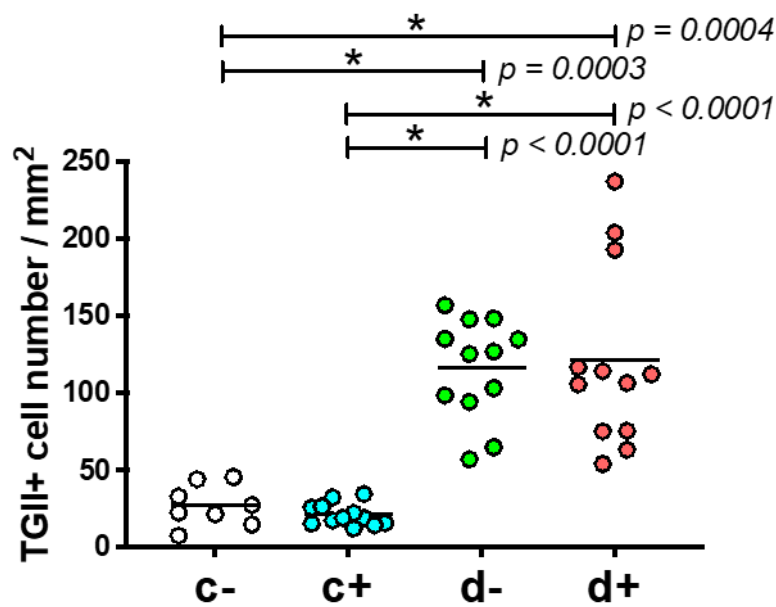 * p = 0.0004
* p = 0.0003
* p < 0.0001
* p < 0.0001
TGII+ cell number / mm²
250
200
150
100
50
0
c- c+ d- d+